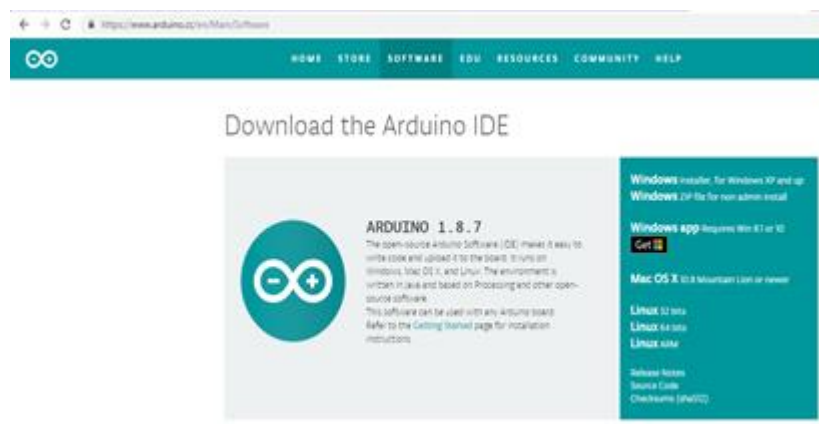 https://www.arduino.cc/en/Main/Software
HOME STORE SOFTWARE EDU RESOURCES COMMUNITY HELP
Download the Arduino IDE
ARDUINO 1.8.7
The open-source Arduino Software (IDE) makes it easy to
write code and upload it to the board. It runs on
Windows, Mac OS X, and Linux. The environment is
written in Java and based on Processing and other open-
source software.
This software can be used with any Arduino board.
Refer to the Getting Started page for installation
instructions.
Windows Installer, for Windows XP and up
Windows ZIP file for non admin install
Windows app Requires Win 8.1 or 10
Get
Mac OS X 10.8 Mountain Lion or newer
Linux 32 bits
Linux 64 bits
Linux ARM
Release Notes
Source Code
Checksums (sha512)